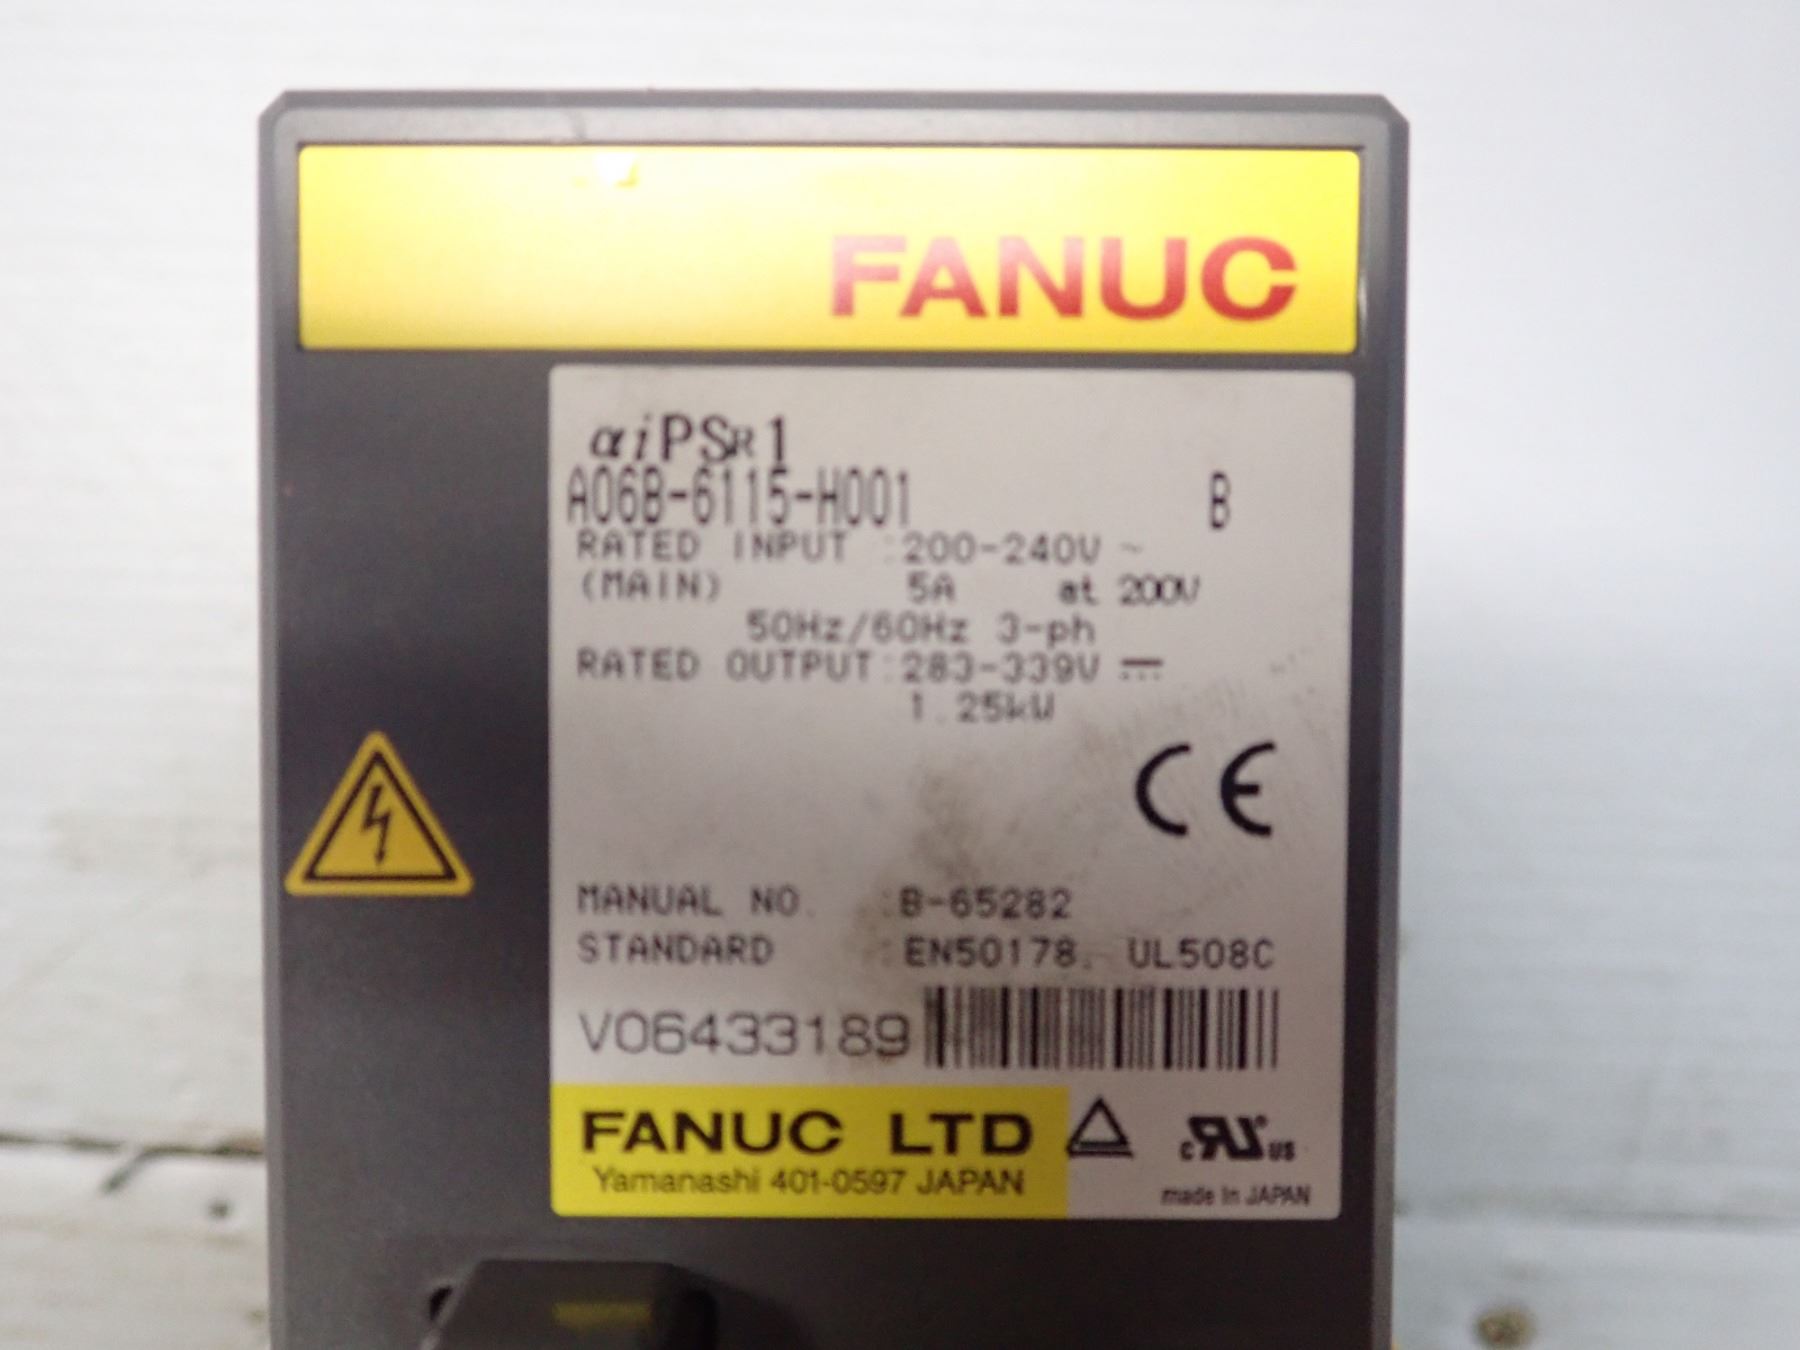 FANUC
αiPSR1
A06B-6115-H001 B
RATED INPUT :200-240V ~
(MAIN) 5A at 200V
50Hz/60Hz 3-ph
RATED OUTPUT:283-339V ⎓
1.25kW
CE
MANUAL NO. :B-65282
STANDARD :EN50178. UL508C
V06433189
FANUC LTD
Yamanashi 401-0597 JAPAN
c RU us
made in JAPAN